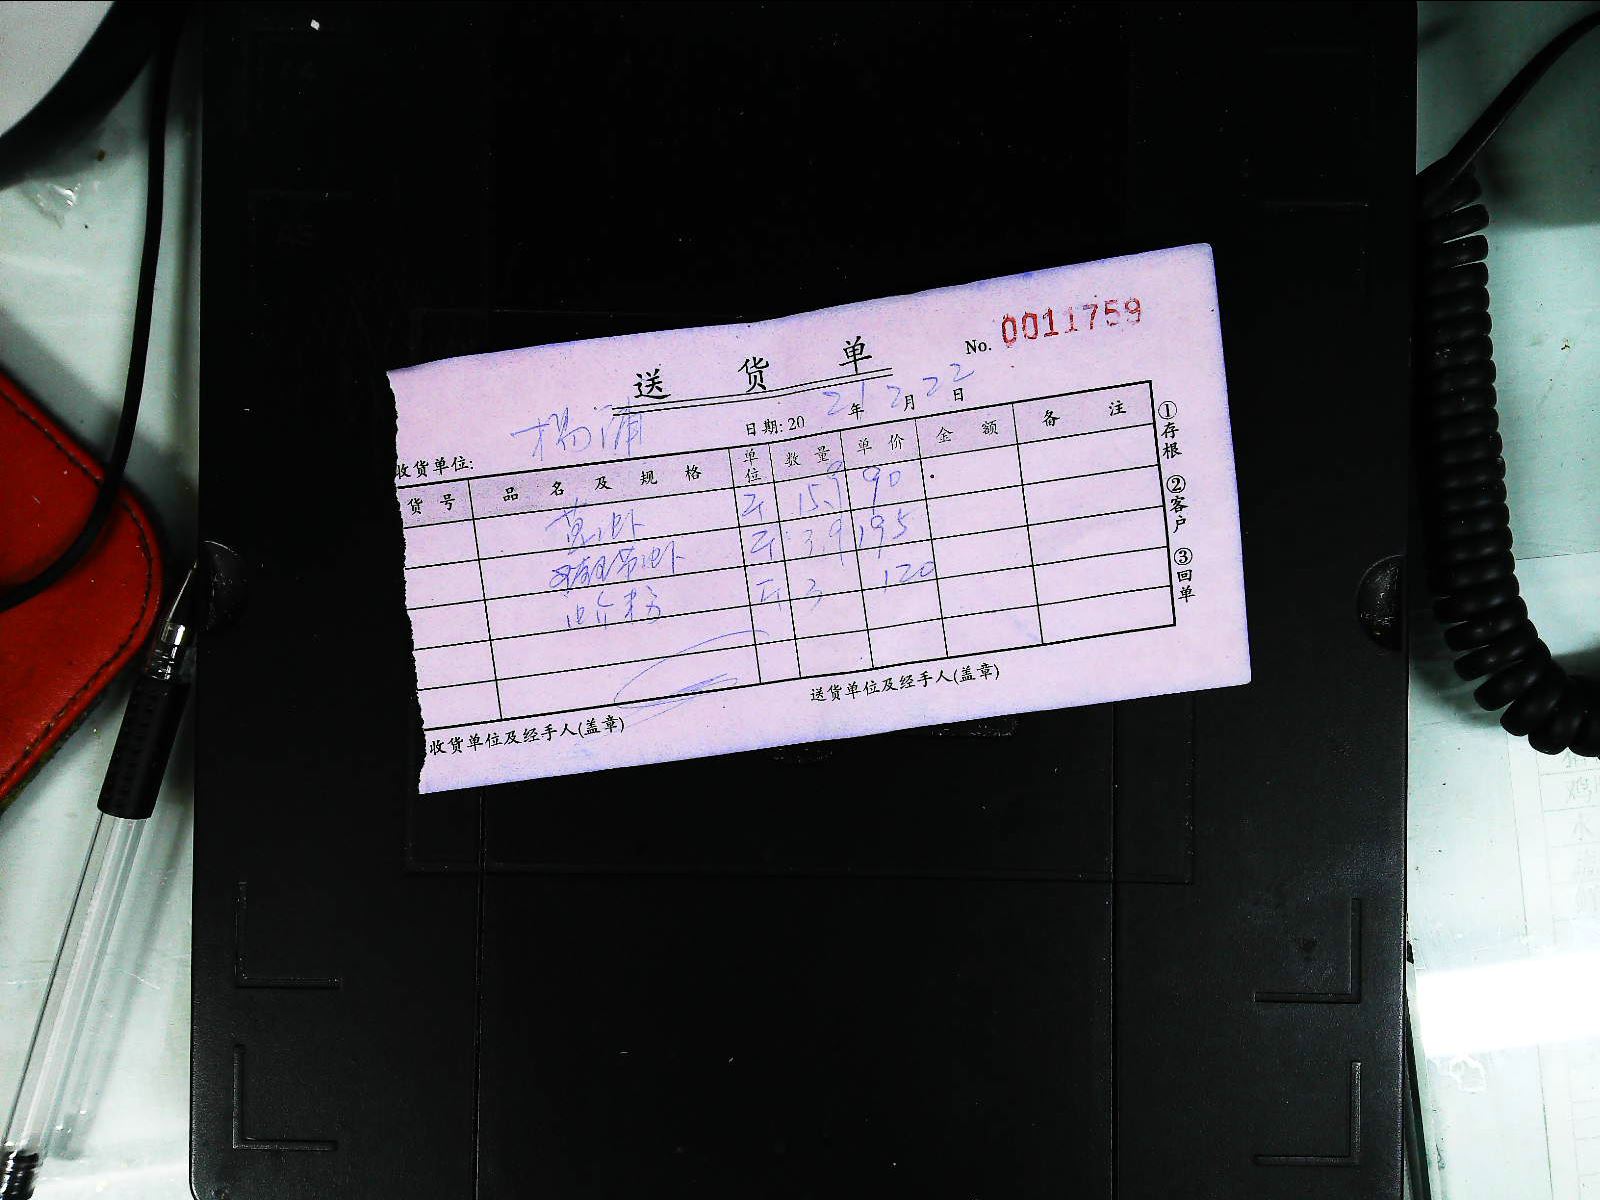 送 货 单
No. 0011759
收货单位: 杨浦
日期: 20 21 年 2 月 22 日
货号 品名及规格 单位 数量 单价 金额 备注
草虾 斤 15.9 90
斤 3.9 195
斤 3 120
收货单位及经手人(盖章)
送货单位及经手人(盖章)
①存根 ②客户 ③回单